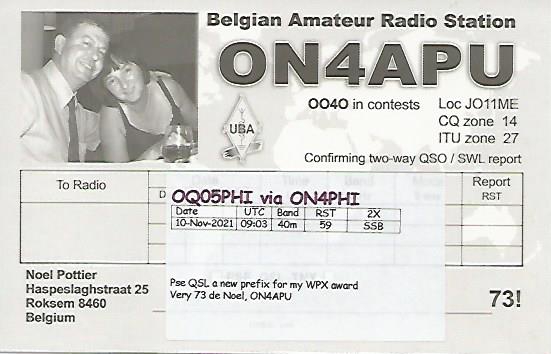 Belgian Amateur Radio Station
ON4APU
UBA
OO4O in contests
Loc JO11ME
CQ zone 14
ITU zone 27
Confirming two-way QSO / SWL report
To Radio
Report
RST
OQ05PHI via ON4PHI
Date UTC Band RST 2X
10-Nov-2021 09:03 40m 59 SSB
Pse QSL a new prefix for my WPX award
Very 73 de Noel, ON4APU
Noel Pottier
Haspeslaghstraat 25
Roksem 8460
Belgium
73!